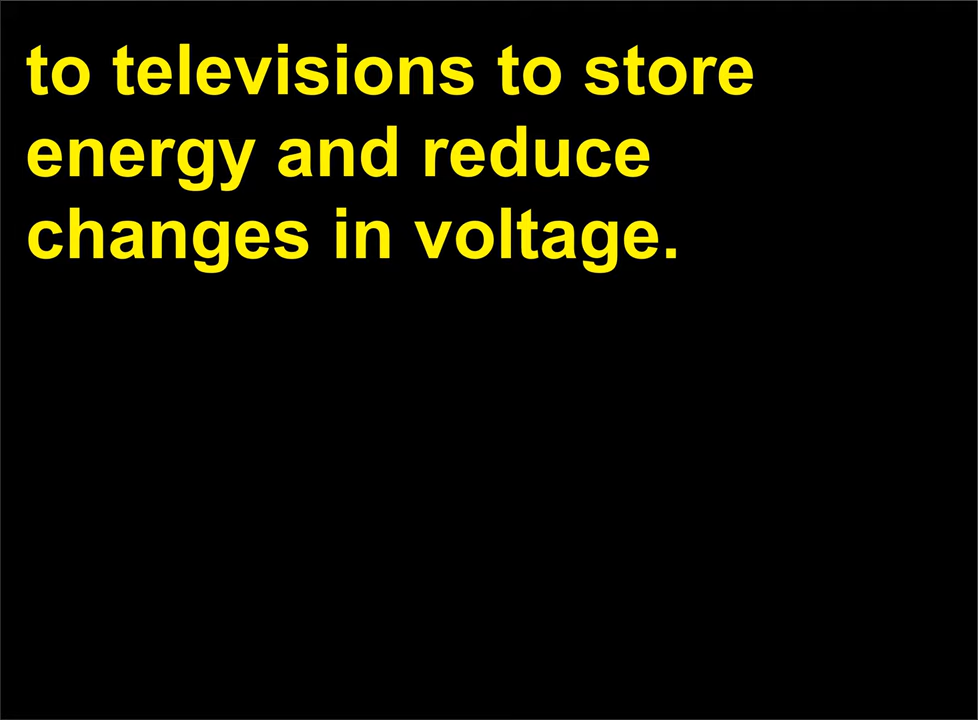 to televisions to store
energy and reduce
changes in voltage.